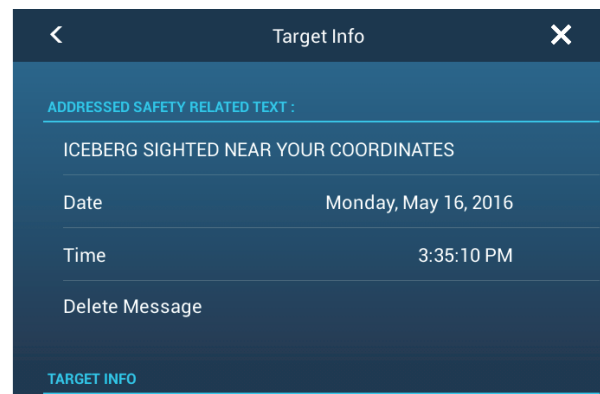 Target Info
ADDRESSED SAFETY RELATED TEXT :
ICEBERG SIGHTED NEAR YOUR COORDINATES
Date Monday, May 16, 2016
Time 3:35:10 PM
Delete Message
TARGET INFO